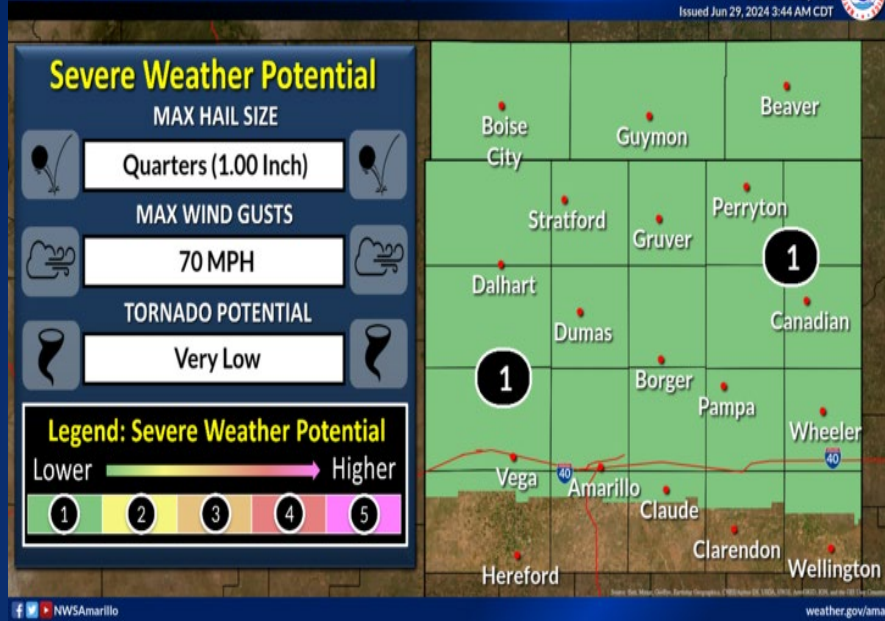 Issued Jun 29, 2024 3:44 AM CDT
Severe Weather Potential
MAX HAIL SIZE
Quarters (1.00 Inch)
MAX WIND GUSTS
70 MPH
TORNADO POTENTIAL
Very Low
Legend: Severe Weather Potential
Lower
Higher
1
2
3
4
5
Boise
City
Guymon
Beaver
Stratford
Gruver
Perryton
1
Dalhart
Dumas
Canadian
1
Borger
Pampa
Wheeler
Vega
40
Amarillo
40
Claude
Clarendon
Hereford
Wellington
NWSAmarillo
weather.gov/ama